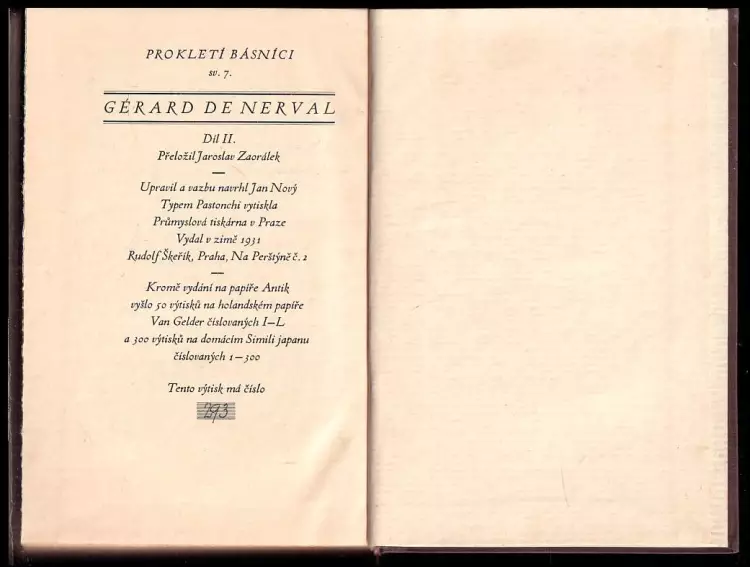 PROKLETÍ BÁSNÍCI
sv. 7.
GÉRARD DE NERVAL
Díl II.
Přeložil Jaroslav Zaorálek
Upravil a vazbu navrhl Jan Nový
Typem Pastonchi vytiskla
Průmyslová tiskárna v Praze
Vydal v zimě 1931
Rudolf Škeřík, Praha, Na Perštýně č. 2
Kromě vydání na papíře Antik
vyšlo 50 výtisků na holandském papíře
Van Gelder číslovaných I—L
a 300 výtisků na domácím Simili japanu
číslovaných 1—300
Tento výtisk má číslo
293